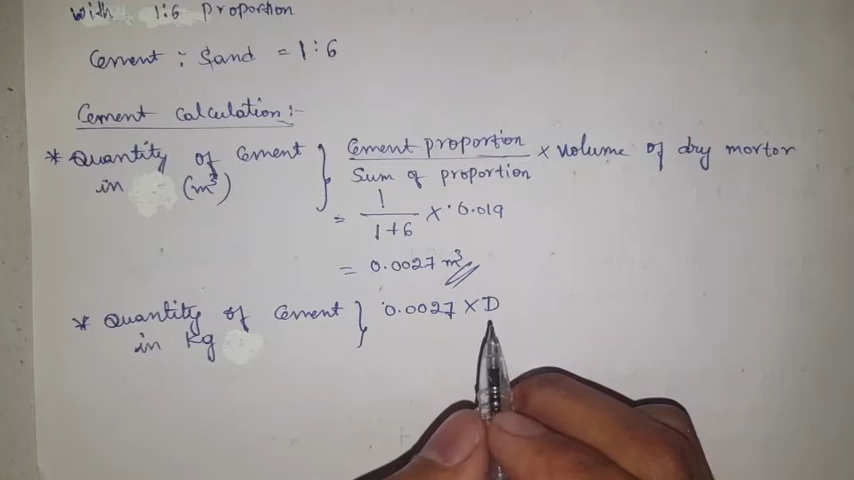 with 1:6 proportion
Cement : Sand = 1:6
Cement calculation:-
* Quantity of Cement in (m³) } Cement proportion / Sum of proportion × volume of dry mortor
= 1 / 1+6 × 0.019
= 0.0027 m³
* Quantity of Cement in Kg } 0.0027 × D